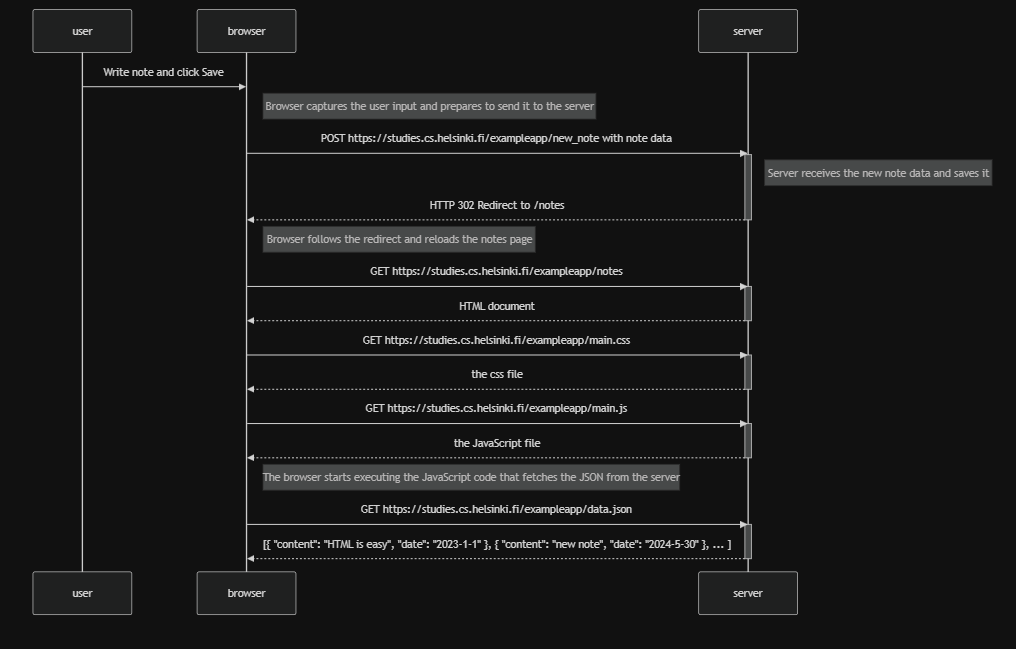 user
browser
server
Write note and click Save
Browser captures the user input and prepares to send it to the server
POST https://studies.cs.helsinki.fi/exampleapp/new_note with note data
Server receives the new note data and saves it
HTTP 302 Redirect to /notes
Browser follows the redirect and reloads the notes page
GET https://studies.cs.helsinki.fi/exampleapp/notes
HTML document
GET https://studies.cs.helsinki.fi/exampleapp/main.css
the css file
GET https://studies.cs.helsinki.fi/exampleapp/main.js
the JavaScript file
The browser starts executing the JavaScript code that fetches the JSON from the server
GET https://studies.cs.helsinki.fi/exampleapp/data.json
[{ "content": "HTML is easy", "date": "2023-1-1" }, { "content": "new note", "date": "2024-5-30" }, ... ]
user
browser
server